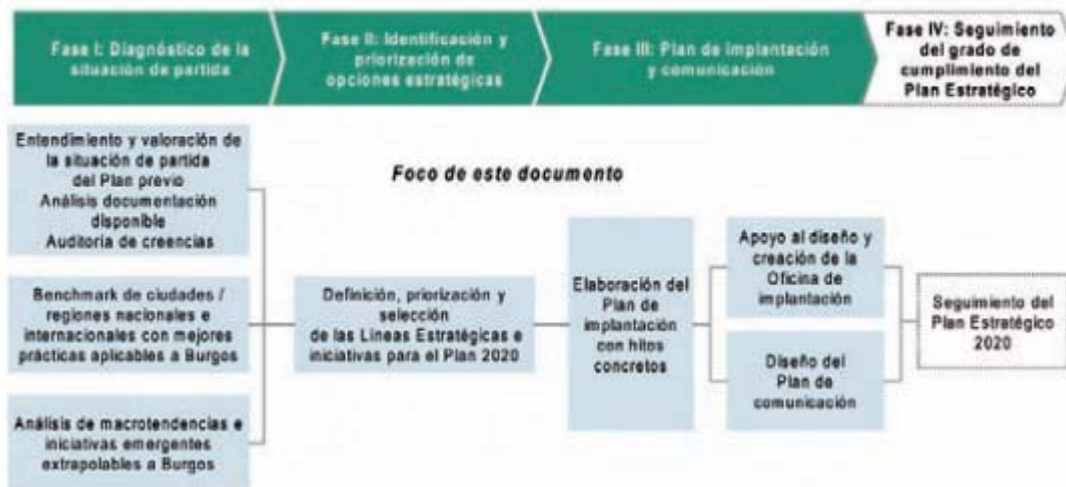 Fase I: Diagnóstico de la
situación de partida
Fase II: Identificación y
priorización de
opciones estratégicas
Fase III: Plan de implantación
y comunicación
Fase IV: Seguimiento
del grado de
cumplimiento del
Plan Estratégico
Entendimiento y valoración de
la situación de partida
del Plan previo
Análisis documentación
disponible
Auditoria de creencias
Foco de este documento
Benchmark de ciudades /
regiones nacionales e
internacionales con mejores
prácticas aplicables a Burgos
Definición, priorización y
selección
de las Líneas Estratégicas e
iniciativas para el Plan 2020
Elaboración del
Plan de
implantación
con hitos
concretos
Apoyo al diseño y
creación de la
Oficina de
implantación
Diseño del
Plan de
comunicación
Seguimiento del
Plan Estratégico
2020
Análisis de macrotendencias e
iniciativas emergentes
extrapolables a Burgos